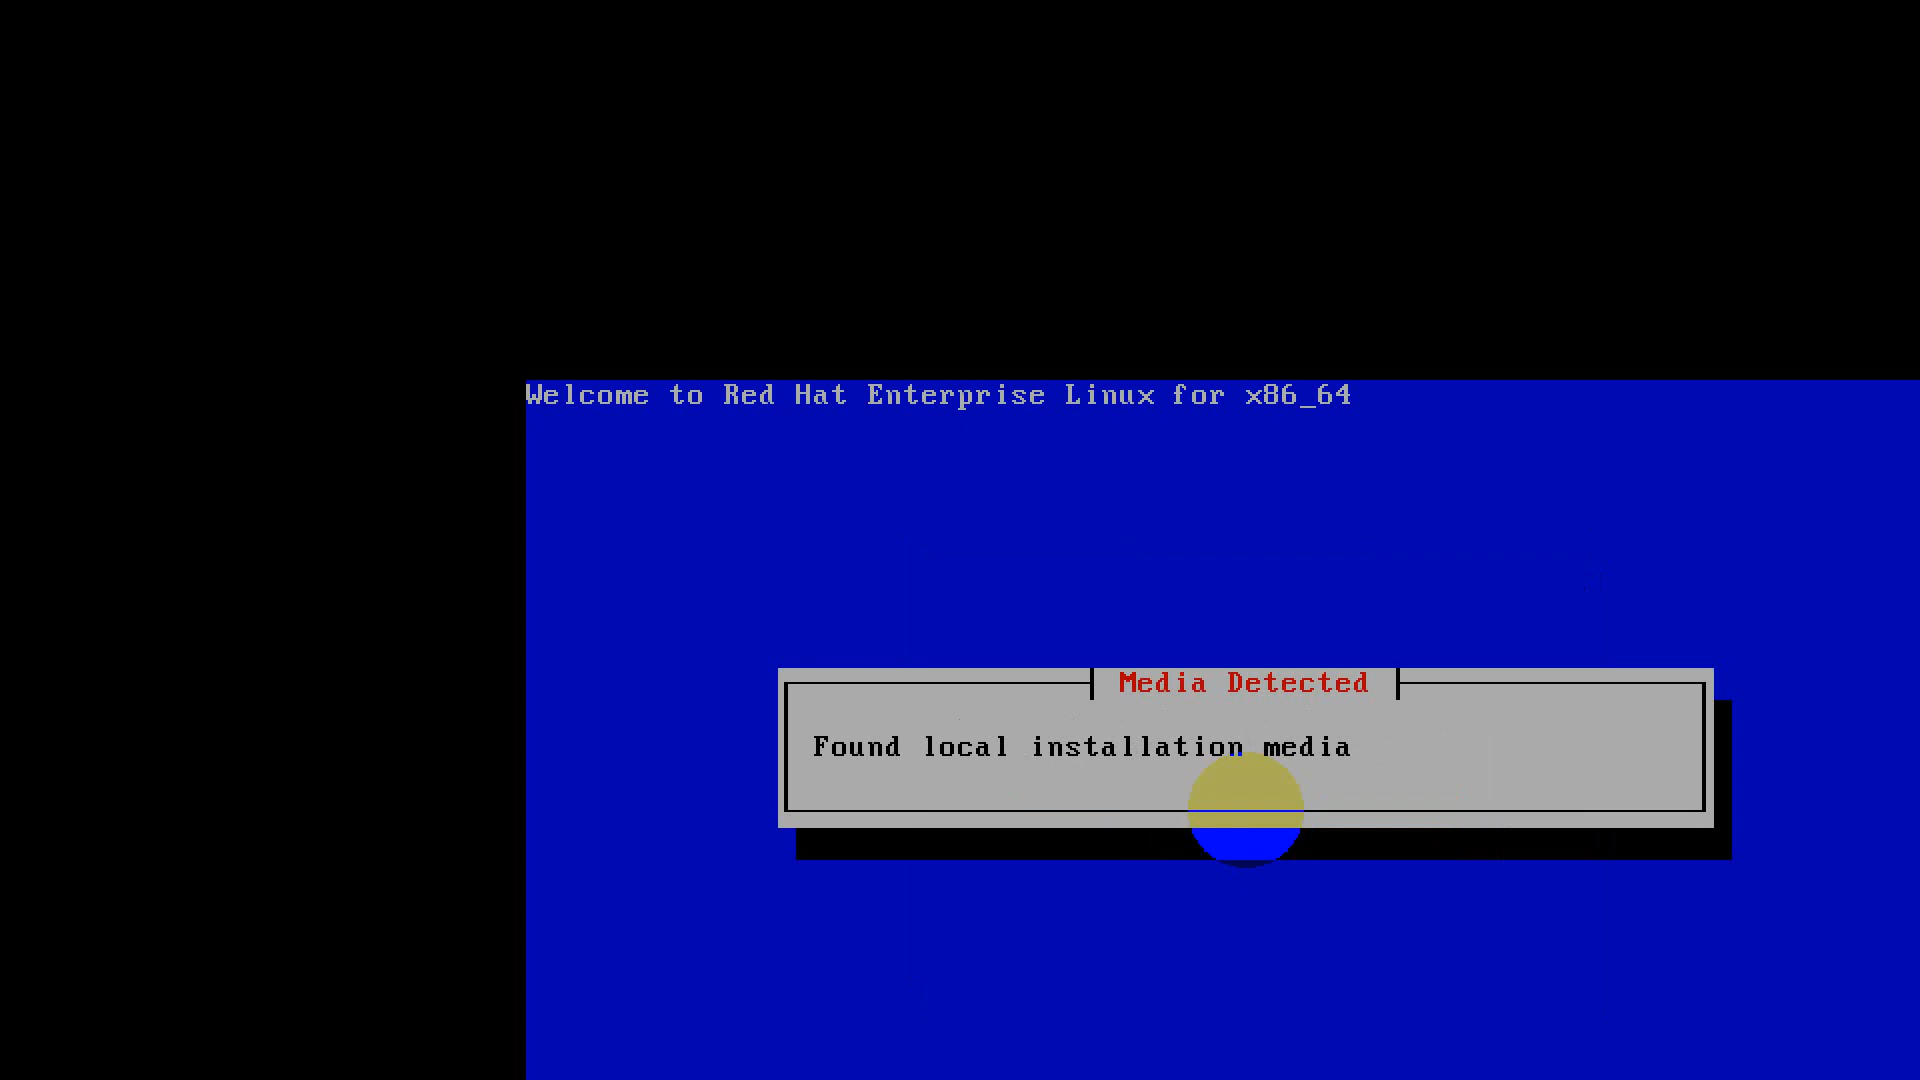 Welcome to Red Hat Enterprise Linux for x86_64
Media Detected
Found local installation media